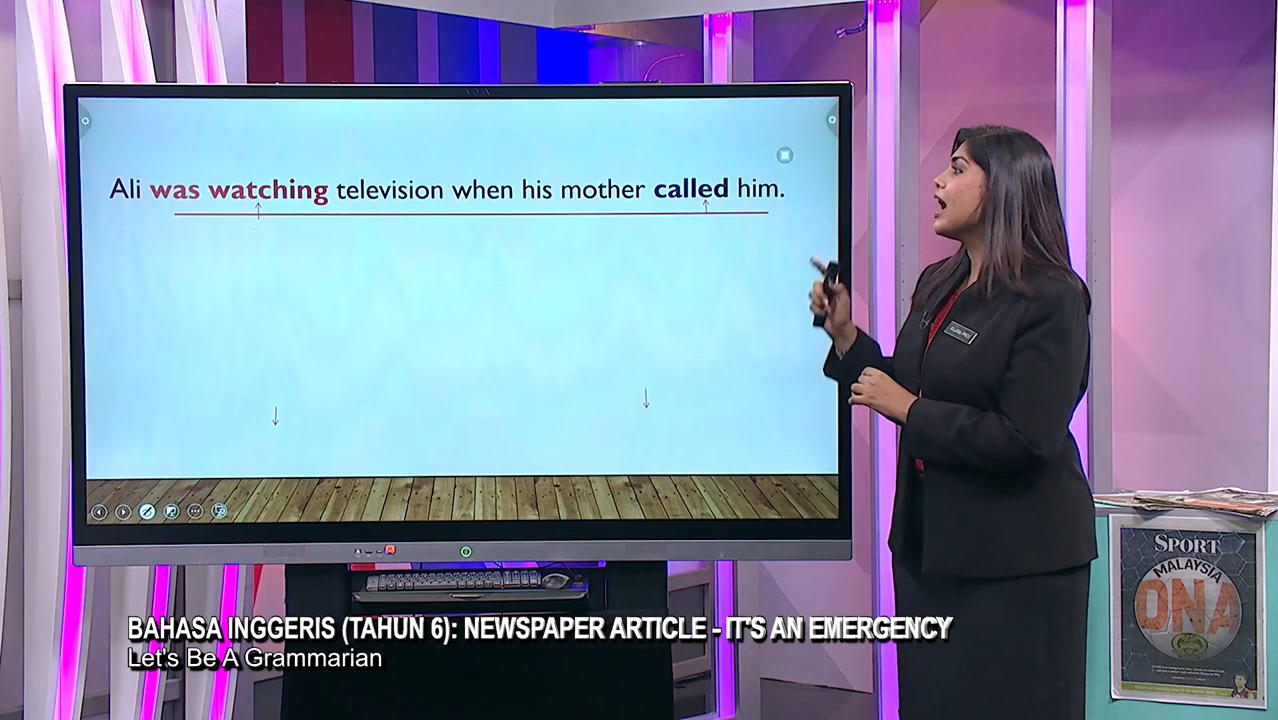 Ali was watching television when his mother called him.
BAHASA INGGERIS (TAHUN 6): NEWSPAPER ARTICLE - IT'S AN EMERGENCY
Let's Be A Grammarian
SPORT
MALAYSIA
DNA